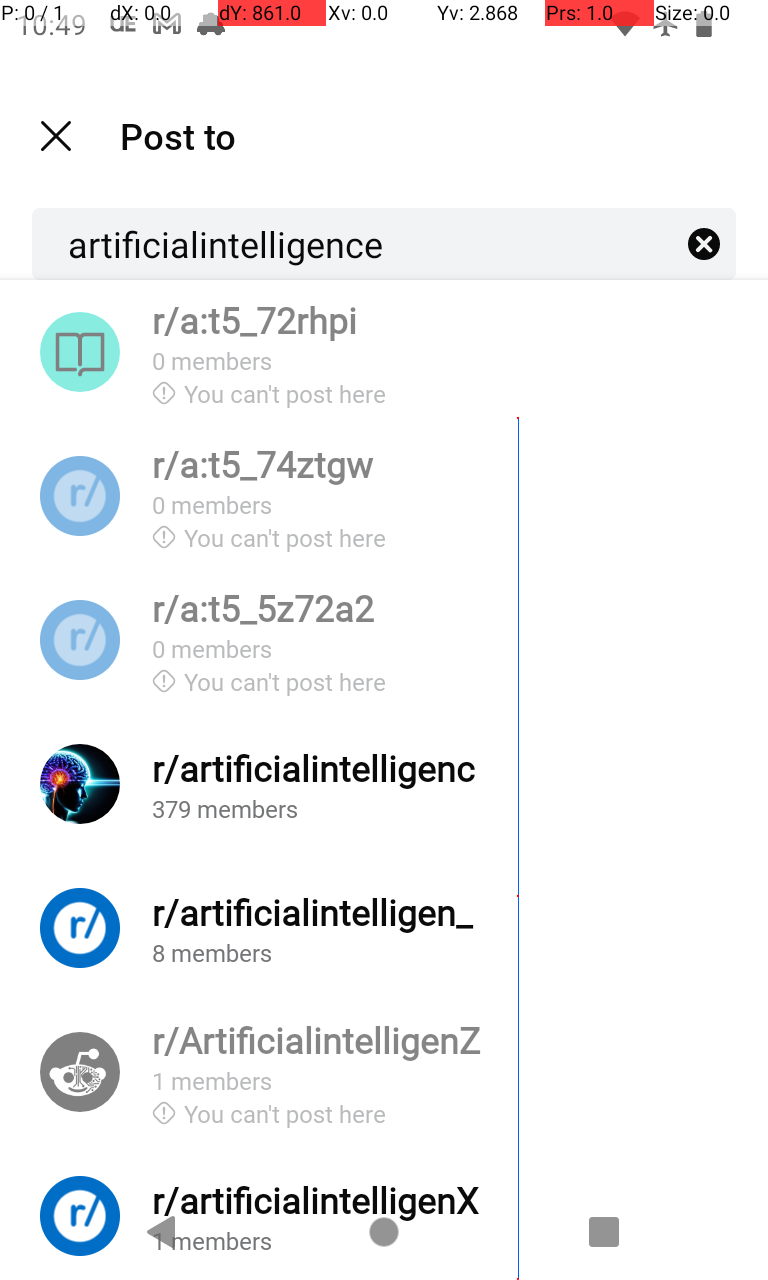 P: 0 / 1 dX: 0.0 dY: 861.0 Xv: 0.0 Yv: 2.868 Prs: 1.0 Size: 0.0
10:49
Post to
artificialintelligence
r/a:t5_72rhpi
0 members
You can't post here
r/a:t5_74ztgw
0 members
You can't post here
r/a:t5_5z72a2
0 members
You can't post here
r/artificialintelligenc
379 members
r/artificialintelligen_
8 members
r/ArtificialintelligenZ
1 members
You can't post here
r/artificialintelligenX
1 members